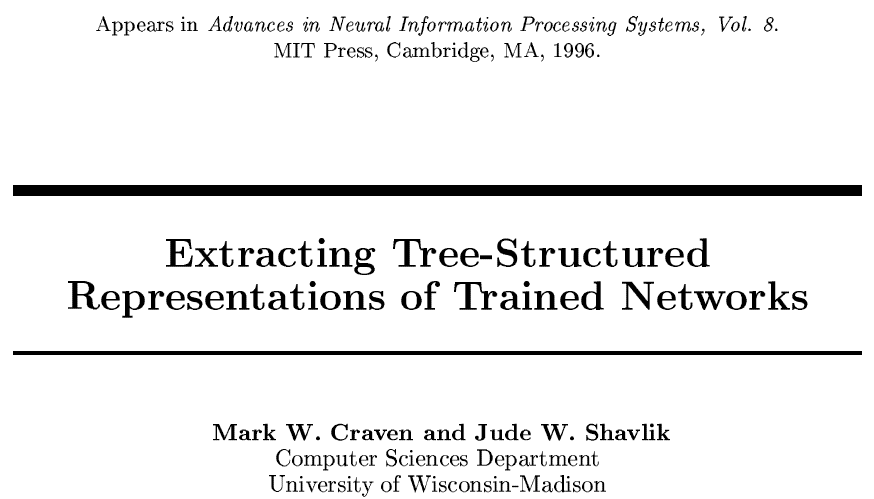 Appears in Advances in Neural Information Processing Systems, Vol. 8.
MIT Press, Cambridge, MA, 1996.
Extracting Tree-Structured
Representations of Trained Networks
Mark W. Craven and Jude W. Shavlik
Computer Sciences Department
University of Wisconsin-Madison